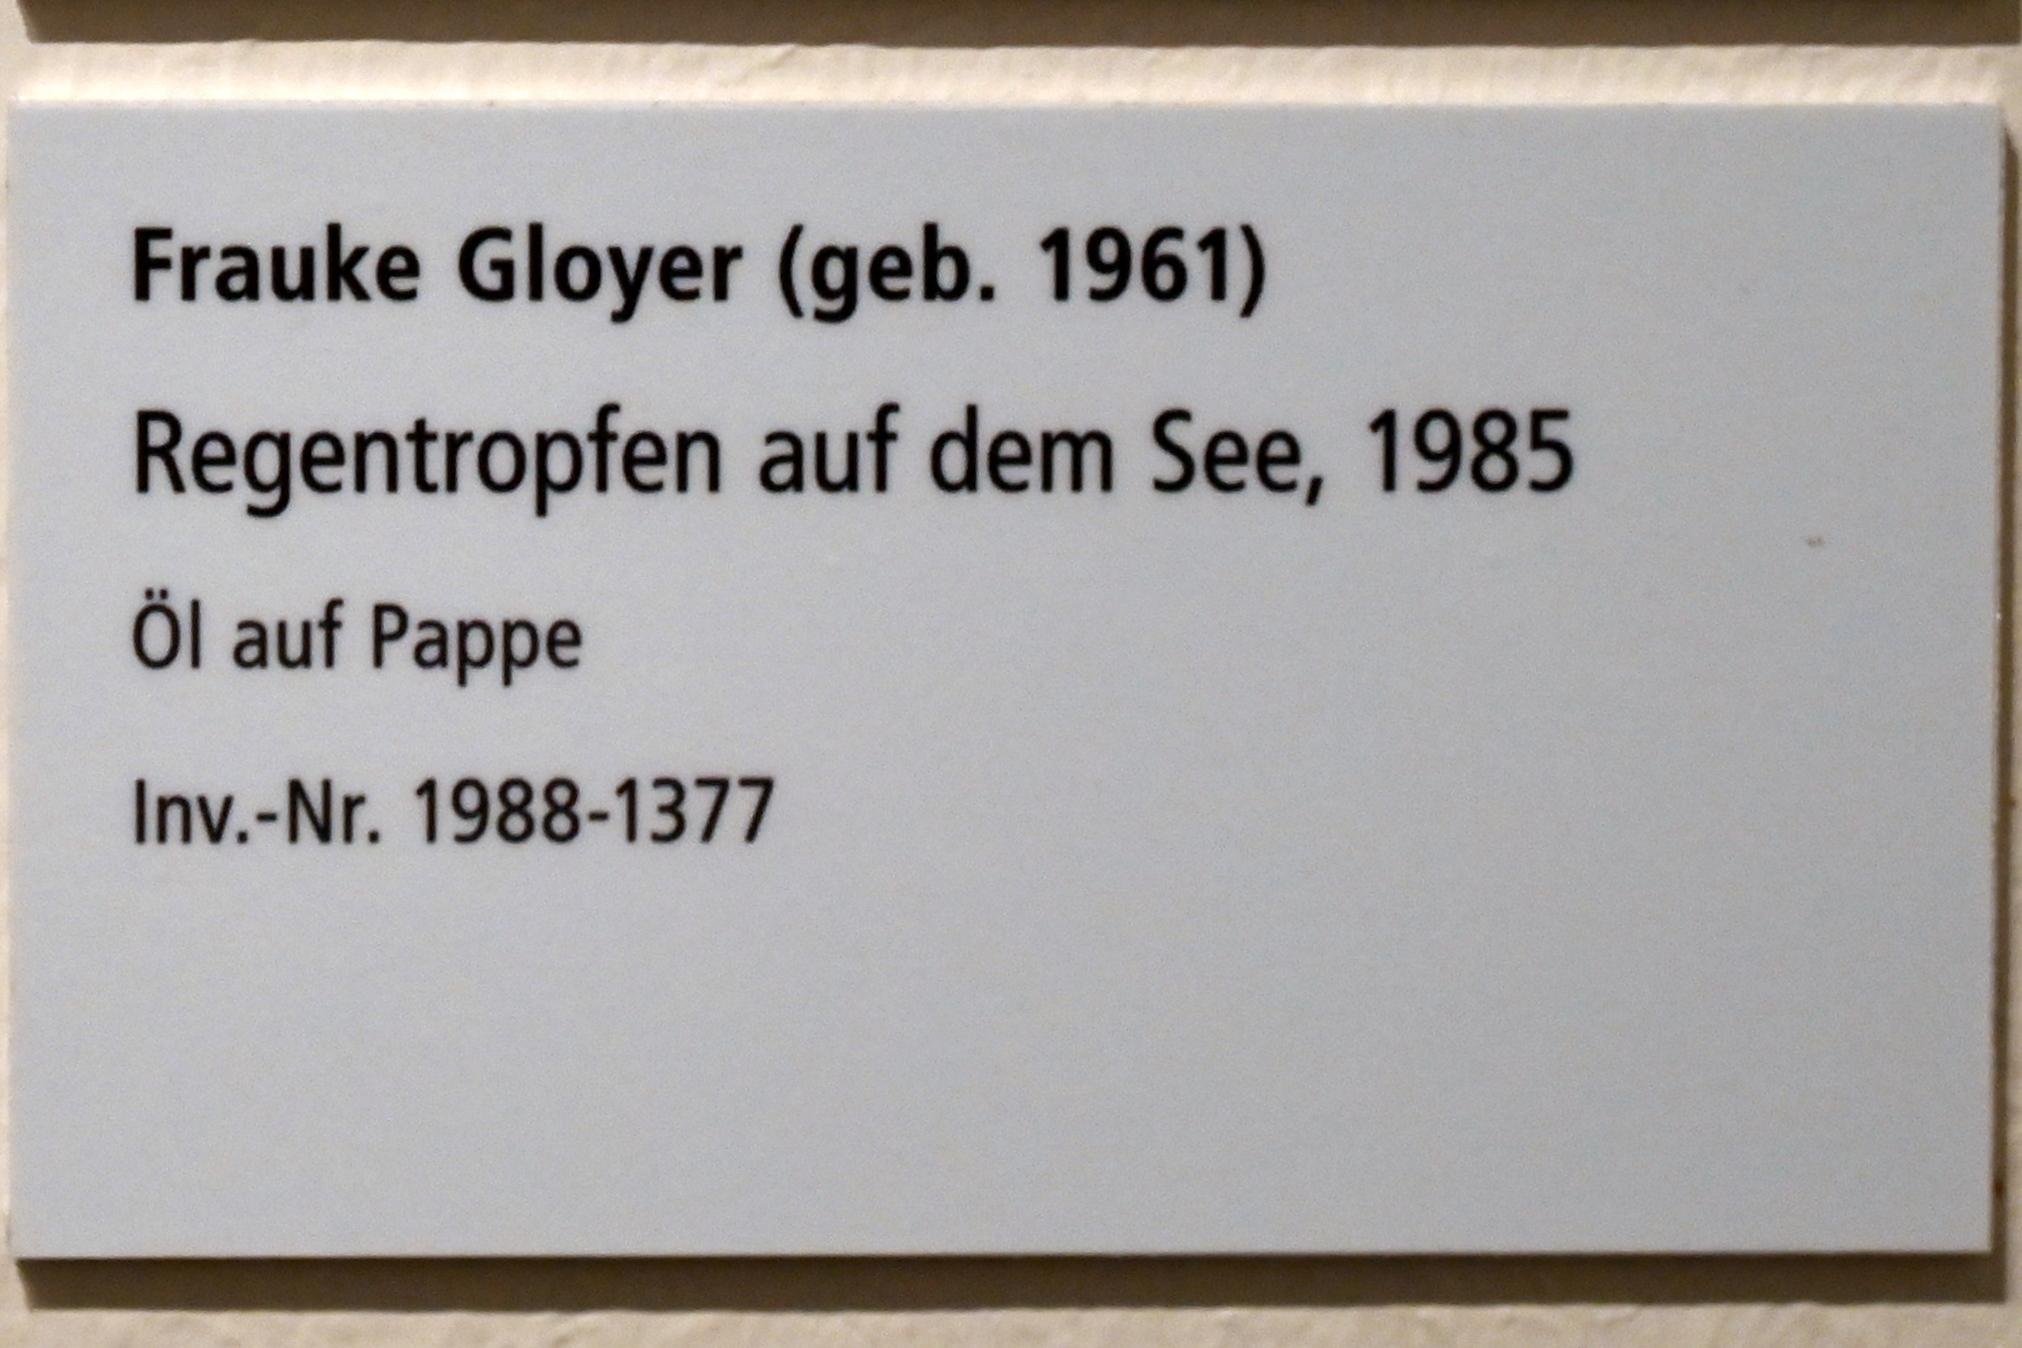 Frauke Gloyer (geb. 1961)
Regentropfen auf dem See, 1985
Öl auf Pappe
Inv.-Nr. 1988-1377